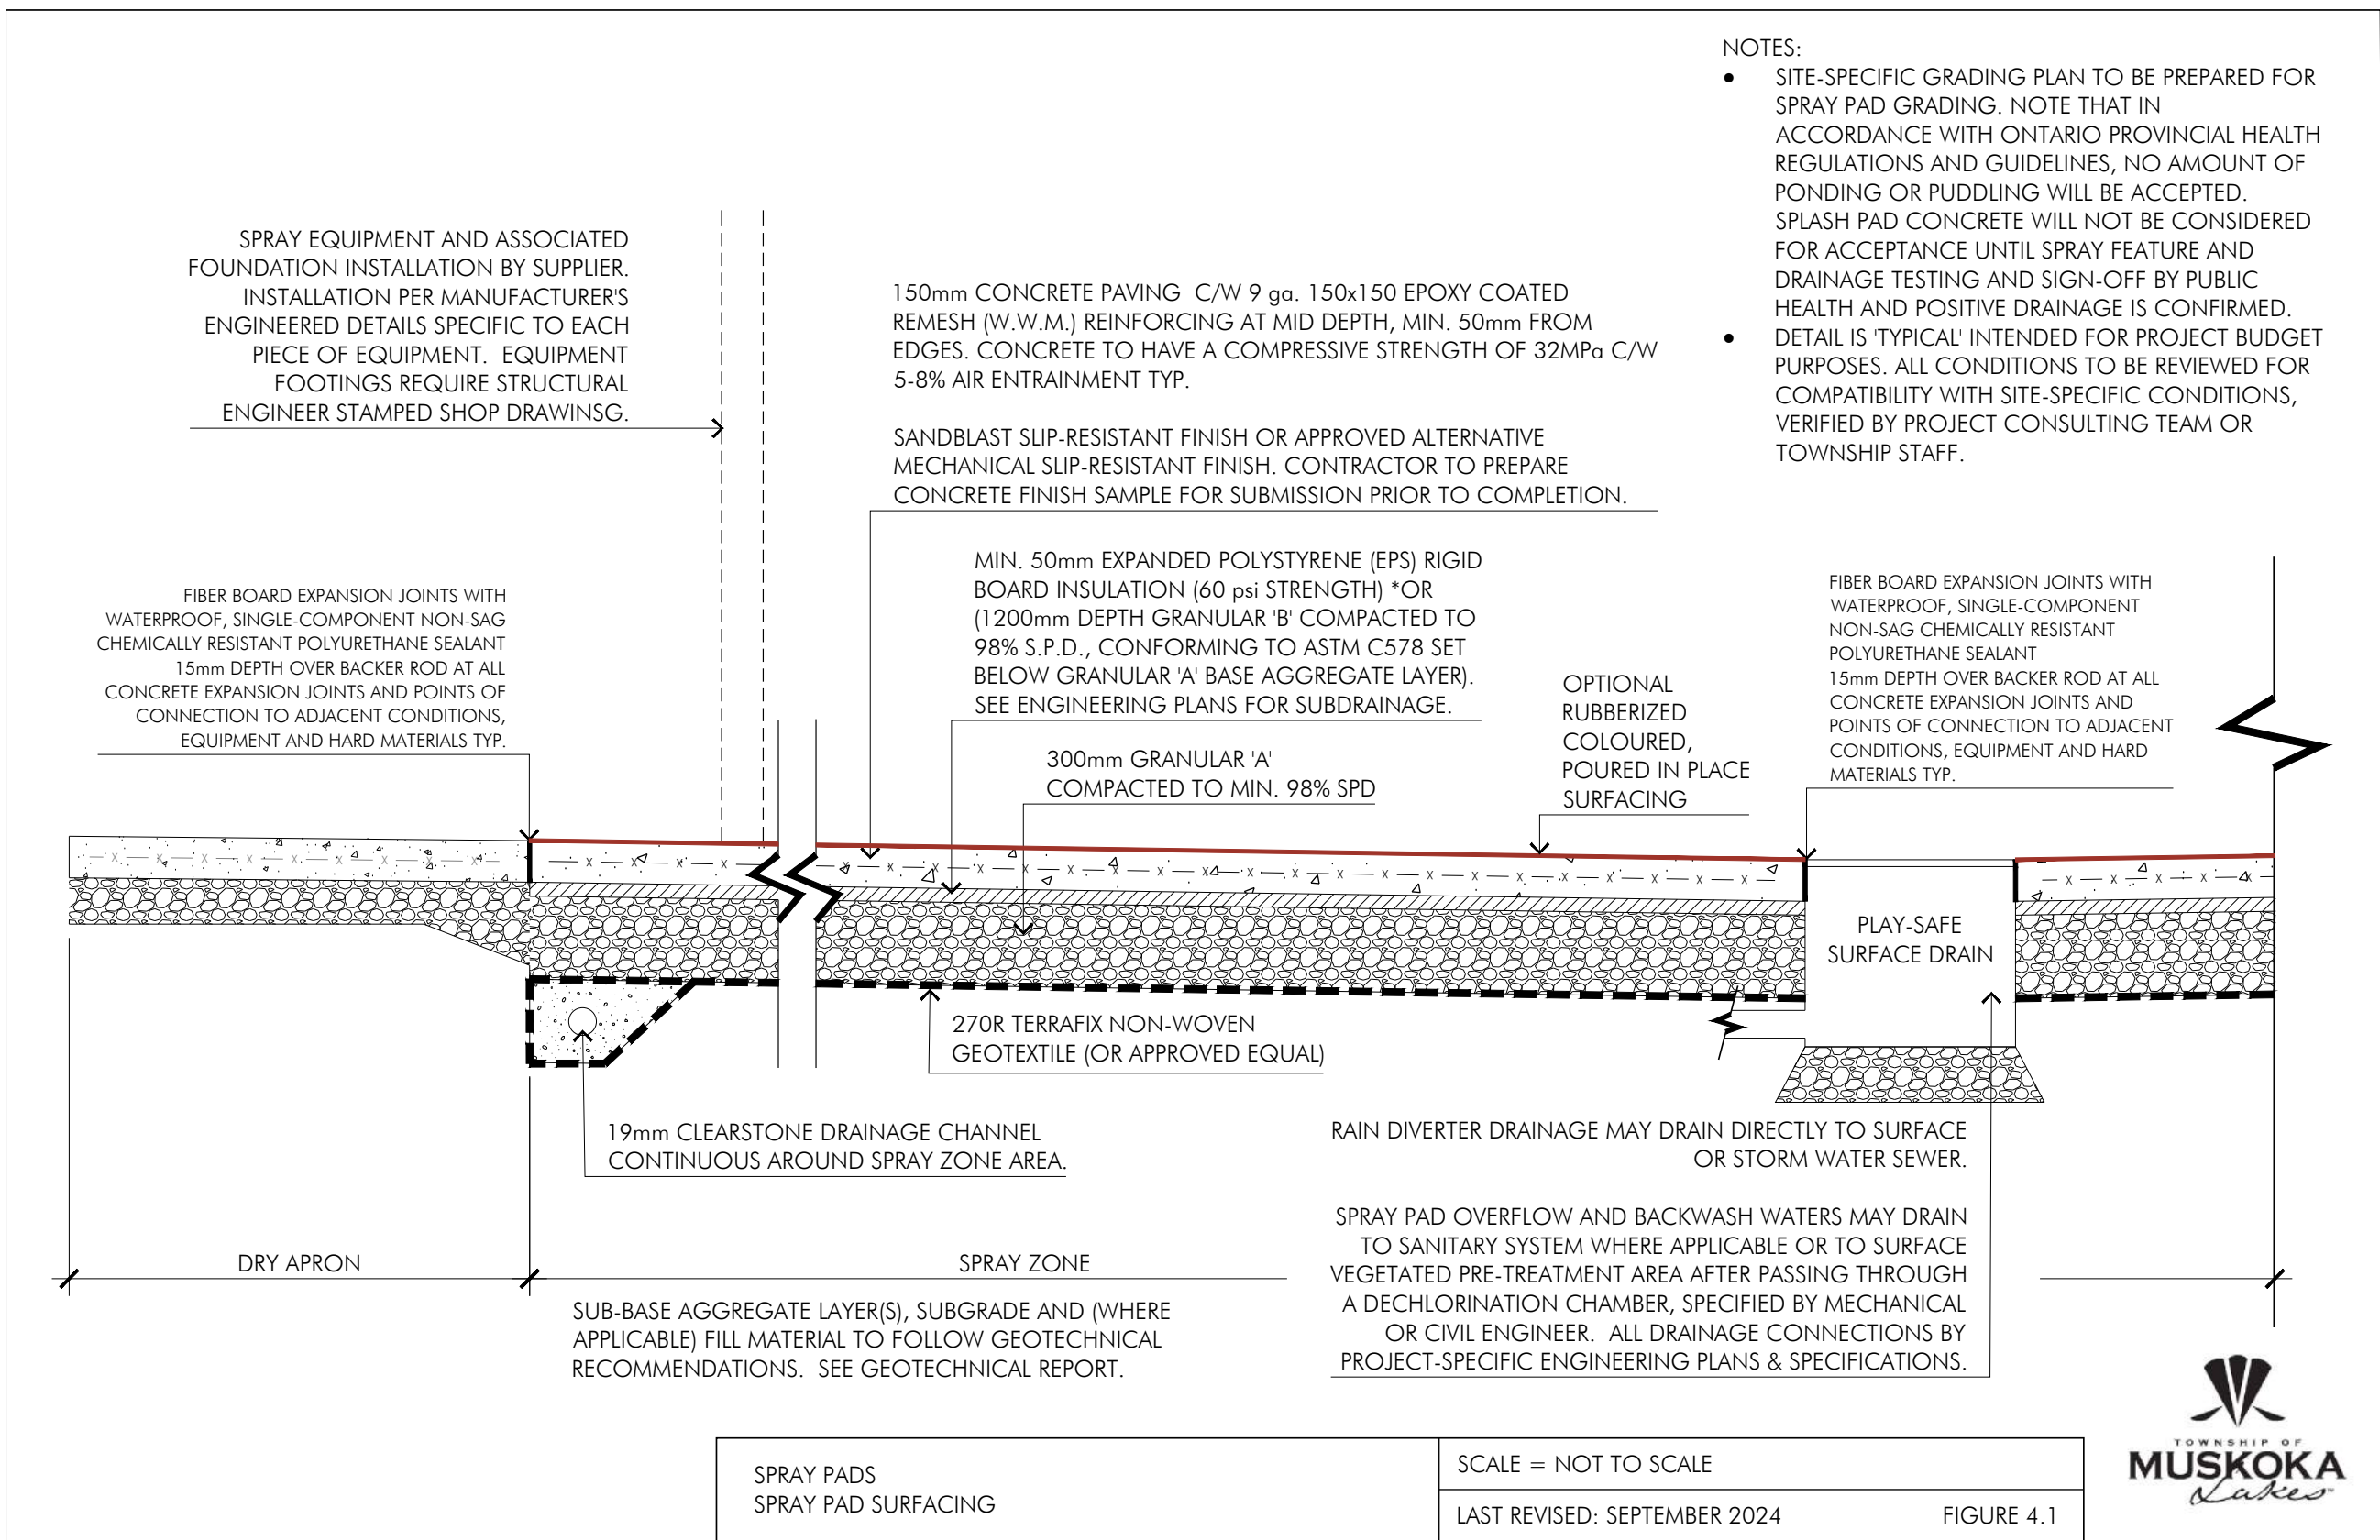 NOTES:
• SITE-SPECIFIC GRADING PLAN TO BE PREPARED FOR
SPRAY PAD GRADING. NOTE THAT IN
ACCORDANCE WITH ONTARIO PROVINCIAL HEALTH
REGULATIONS AND GUIDELINES, NO AMOUNT OF
PONDING OR PUDDLING WILL BE ACCEPTED.
SPLASH PAD CONCRETE WILL NOT BE CONSIDERED
FOR ACCEPTANCE UNTIL SPRAY FEATURE AND
DRAINAGE TESTING AND SIGN-OFF BY PUBLIC
HEALTH AND POSITIVE DRAINAGE IS CONFIRMED.
• DETAIL IS 'TYPICAL' INTENDED FOR PROJECT BUDGET
PURPOSES. ALL CONDITIONS TO BE REVIEWED FOR
COMPATIBILITY WITH SITE-SPECIFIC CONDITIONS,
VERIFIED BY PROJECT CONSULTING TEAM OR
TOWNSHIP STAFF.
SPRAY EQUIPMENT AND ASSOCIATED
FOUNDATION INSTALLATION BY SUPPLIER.
INSTALLATION PER MANUFACTURER'S
ENGINEERED DETAILS SPECIFIC TO EACH
PIECE OF EQUIPMENT. EQUIPMENT
FOOTINGS REQUIRE STRUCTURAL
ENGINEER STAMPED SHOP DRAWINSG.
150mm CONCRETE PAVING C/W 9 ga. 150x150 EPOXY COATED
REMESH (W.W.M.) REINFORCING AT MID DEPTH, MIN. 50mm FROM
EDGES. CONCRETE TO HAVE A COMPRESSIVE STRENGTH OF 32MPa C/W
5-8% AIR ENTRAINMENT TYP.
SANDBLAST SLIP-RESISTANT FINISH OR APPROVED ALTERNATIVE
MECHANICAL SLIP-RESISTANT FINISH. CONTRACTOR TO PREPARE
CONCRETE FINISH SAMPLE FOR SUBMISSION PRIOR TO COMPLETION.
MIN. 50mm EXPANDED POLYSTYRENE (EPS) RIGID
BOARD INSULATION (60 psi STRENGTH) *OR
(1200mm DEPTH GRANULAR 'B' COMPACTED TO
98% S.P.D., CONFORMING TO ASTM C578 SET
BELOW GRANULAR 'A' BASE AGGREGATE LAYER).
SEE ENGINEERING PLANS FOR SUBDRAINAGE.
300mm GRANULAR 'A'
COMPACTED TO MIN. 98% SPD
FIBER BOARD EXPANSION JOINTS WITH
WATERPROOF, SINGLE-COMPONENT NON-SAG
CHEMICALLY RESISTANT POLYURETHANE SEALANT
15mm DEPTH OVER BACKER ROD AT ALL
CONCRETE EXPANSION JOINTS AND POINTS OF
CONNECTION TO ADJACENT CONDITIONS,
EQUIPMENT AND HARD MATERIALS TYP.
OPTIONAL
RUBBERIZED
COLOURED,
POURED IN PLACE
SURFACING
FIBER BOARD EXPANSION JOINTS WITH
WATERPROOF, SINGLE-COMPONENT
NON-SAG CHEMICALLY RESISTANT
POLYURETHANE SEALANT
15mm DEPTH OVER BACKER ROD AT ALL
CONCRETE EXPANSION JOINTS AND
POINTS OF CONNECTION TO ADJACENT
CONDITIONS, EQUIPMENT AND HARD
MATERIALS TYP.
PLAY-SAFE
SURFACE DRAIN
270R TERRAFIX NON-WOVEN
GEOTEXTILE (OR APPROVED EQUAL)
19mm CLEARSTONE DRAINAGE CHANNEL
CONTINUOUS AROUND SPRAY ZONE AREA.
RAIN DIVERTER DRAINAGE MAY DRAIN DIRECTLY TO SURFACE
OR STORM WATER SEWER.
SPRAY PAD OVERFLOW AND BACKWASH WATERS MAY DRAIN
TO SANITARY SYSTEM WHERE APPLICABLE OR TO SURFACE
VEGETATED PRE-TREATMENT AREA AFTER PASSING THROUGH
A DECHLORINATION CHAMBER, SPECIFIED BY MECHANICAL
OR CIVIL ENGINEER. ALL DRAINAGE CONNECTIONS BY
PROJECT-SPECIFIC ENGINEERING PLANS & SPECIFICATIONS.
DRY APRON
SPRAY ZONE
SUB-BASE AGGREGATE LAYER(S), SUBGRADE AND (WHERE
APPLICABLE) FILL MATERIAL TO FOLLOW GEOTECHNICAL
RECOMMENDATIONS. SEE GEOTECHNICAL REPORT.
SPRAY PADS
SPRAY PAD SURFACING
SCALE = NOT TO SCALE
LAST REVISED: SEPTEMBER 2024
FIGURE 4.1
TOWNSHIP OF
MUSKOKA
Lakes